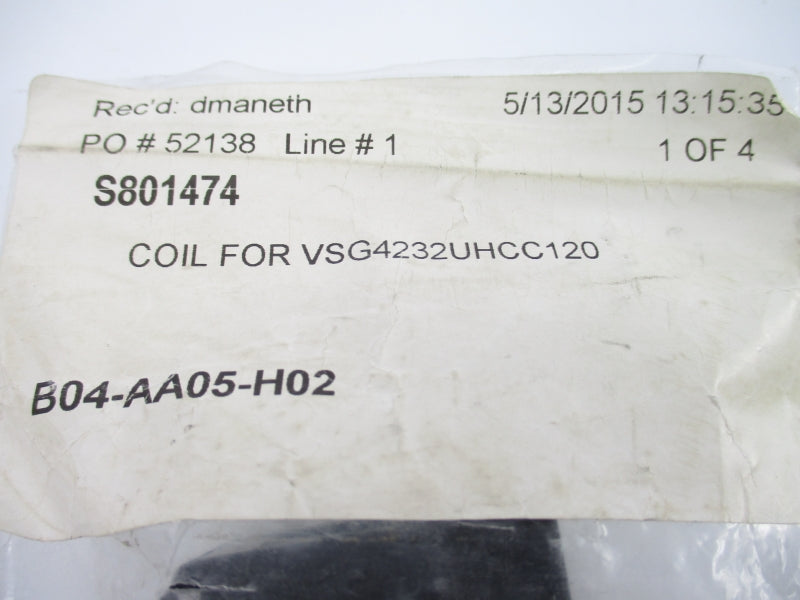 Rec'd: dmaneth 5/13/2015 13:15:35
PO # 52138 Line # 1 1 OF 4
S801474
COIL FOR VSG4232UHCC120
B04-AA05-H02